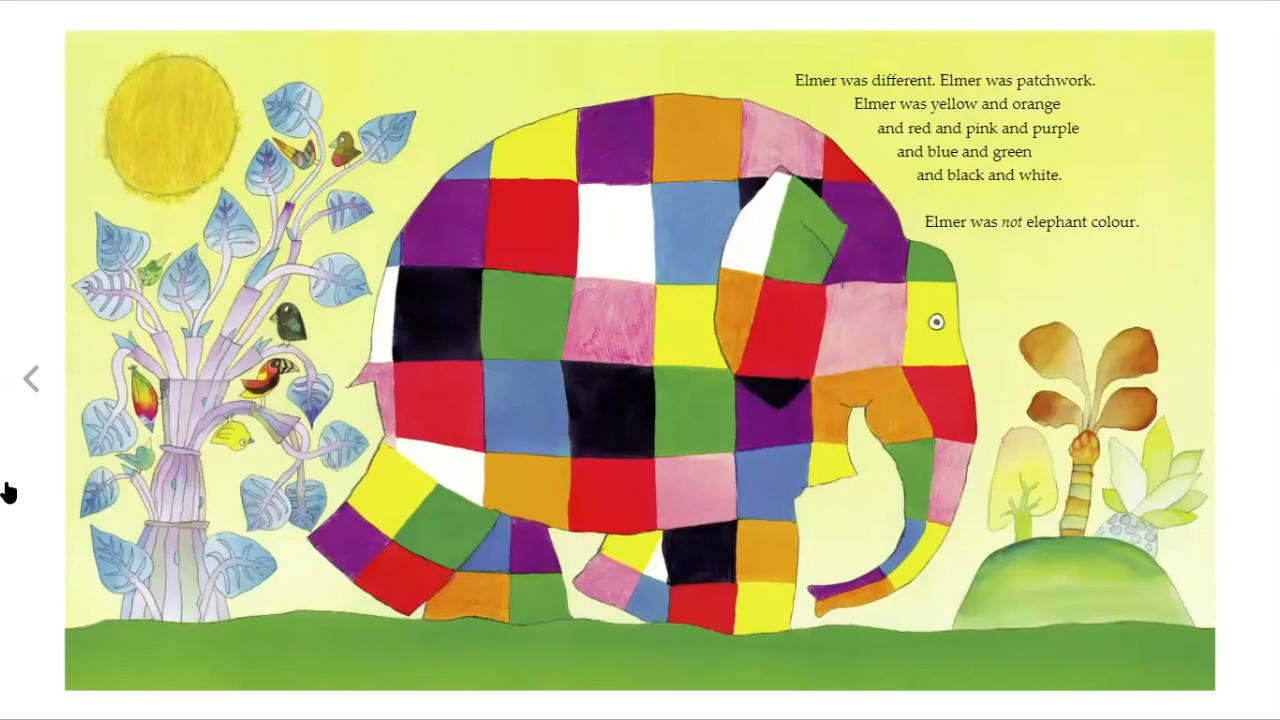 Elmer was different. Elmer was patchwork.
Elmer was yellow and orange
and red and pink and purple
and blue and green
and black and white.
Elmer was not elephant colour.